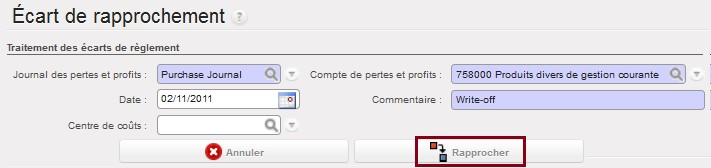 Écart de rapprochement ?
Traitement des écarts de règlement
Journal des pertes et profits : Purchase Journal Compte de pertes et profits : 758000 Produits divers de gestion courante
Date : 02/11/2011 Commentaire : Write-off
Centre de coûts :
Annuler Rapprocher